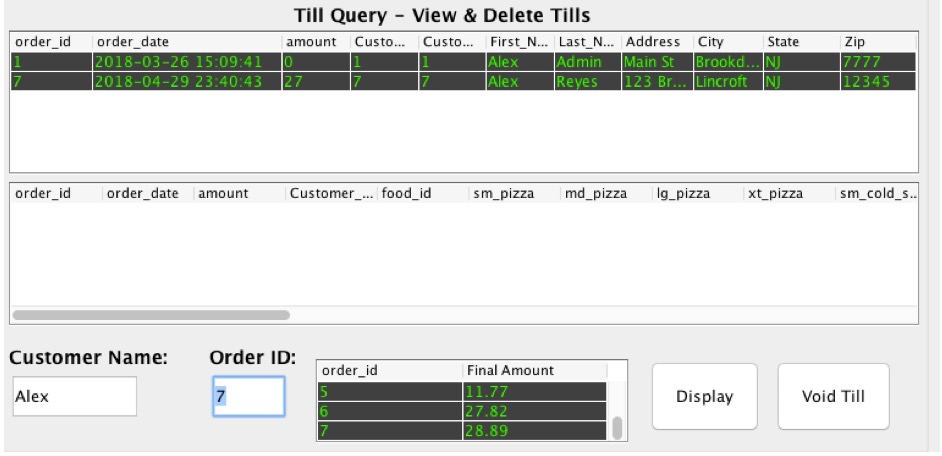 Till Query - View & Delete Tills
order_id order_date amount Custo... Custo... First_N... Last_N... Address City State Zip
1 2018-03-26 15:09:41 0 1 1 Alex Admin Main St Brookd... NJ 7777
7 2018-04-29 23:40:43 27 7 7 Alex Reyes 123 Br... Lincroft NJ 12345
order_id order_date amount Customer_... food_id sm_pizza md_pizza lg_pizza xt_pizza sm_cold_s...
Customer Name: Order ID:
order_id Final Amount
Alex 7 5 11.77 Display Void Till
6 27.82
7 28.89